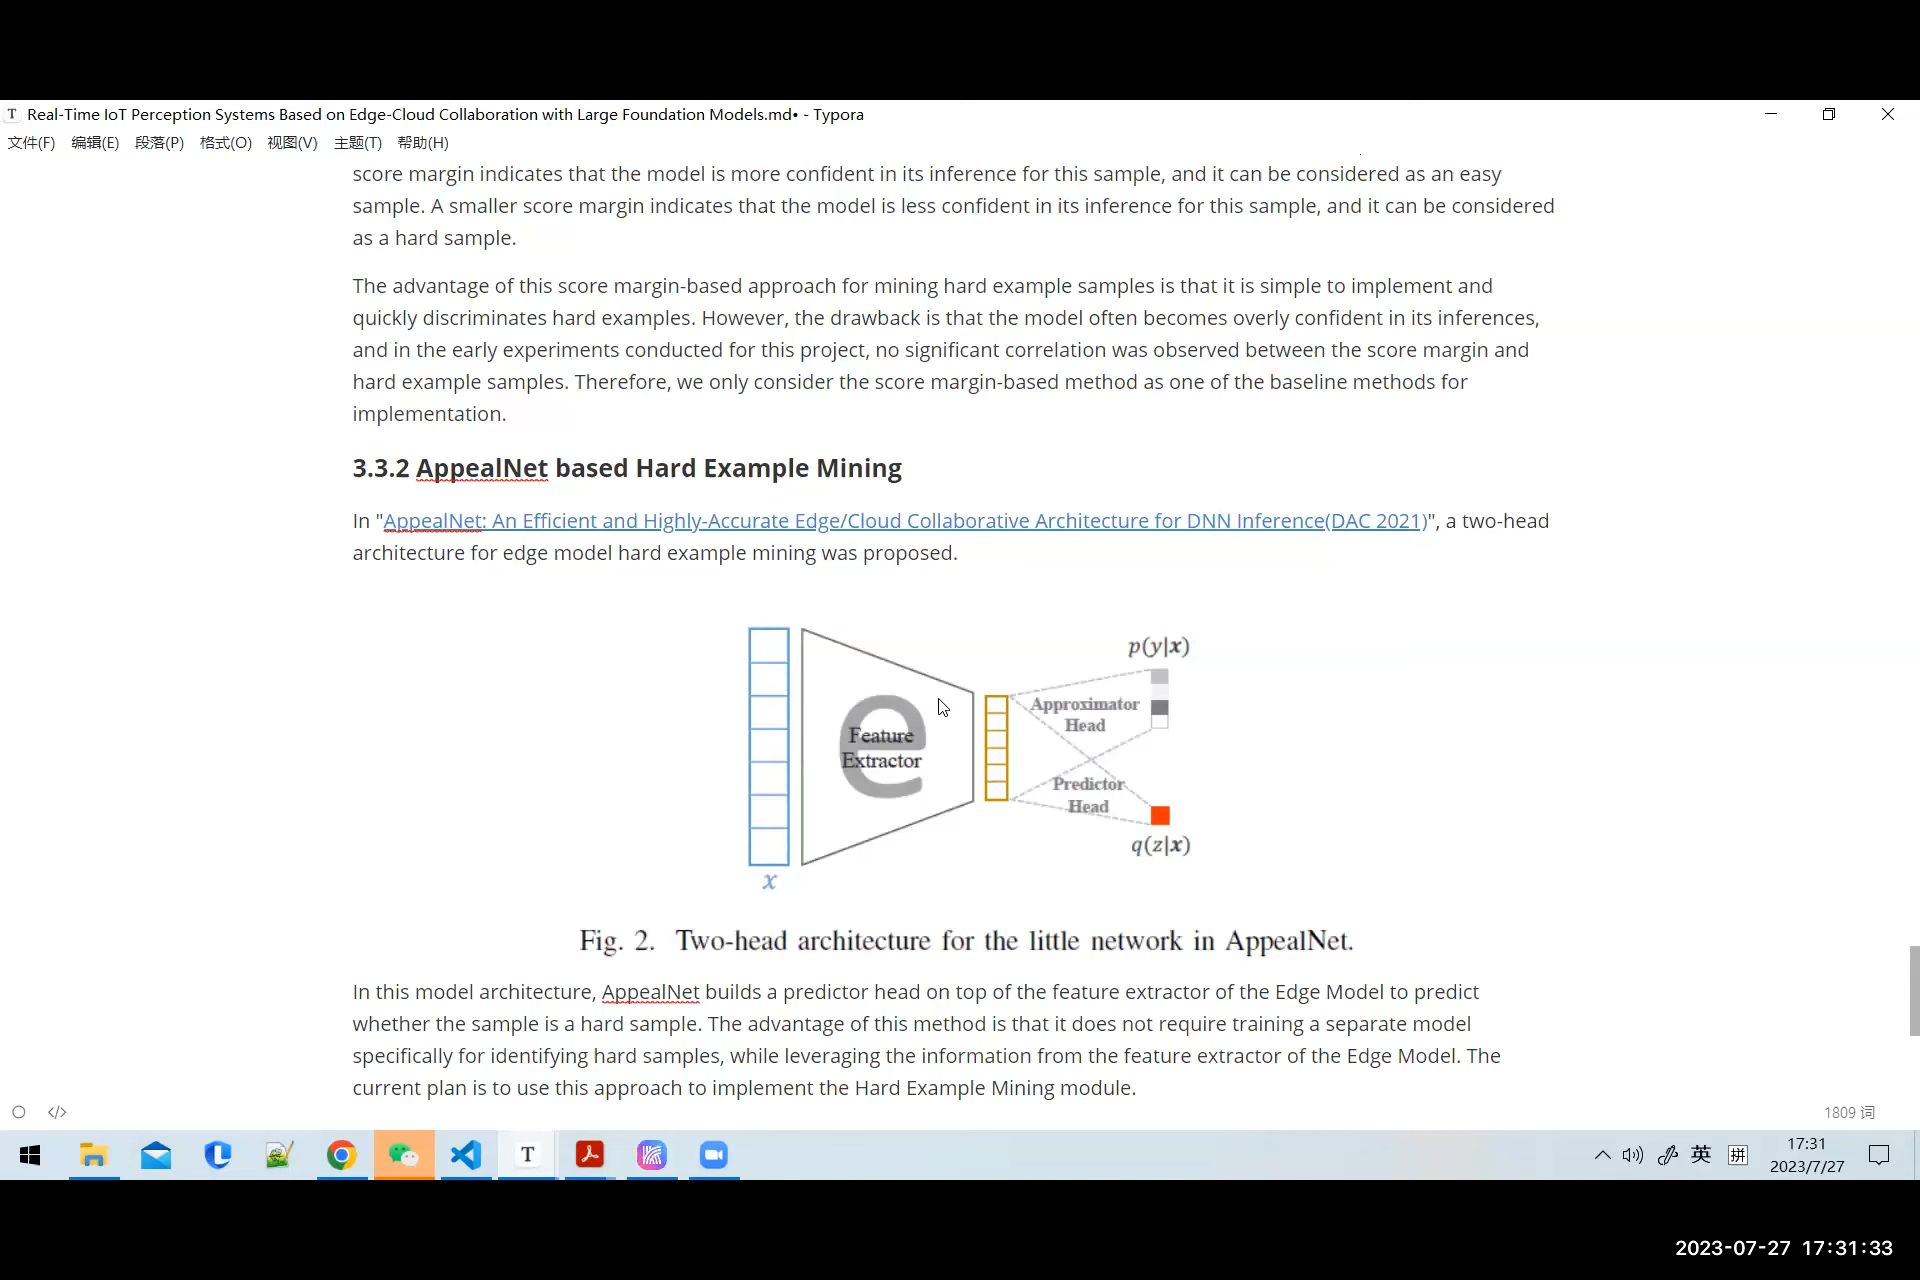 Real-Time IoT Perception Systems Based on Edge-Cloud Collaboration with Large Foundation Models.md• - Typora
文件(F) 编辑(E) 段落(P) 格式(O) 视图(V) 主题(T) 帮助(H)
score margin indicates that the model is more confident in its inference for this sample, and it can be considered as an easy
sample. A smaller score margin indicates that the model is less confident in its inference for this sample, and it can be considered
as a hard sample.
The advantage of this score margin-based approach for mining hard example samples is that it is simple to implement and
quickly discriminates hard examples. However, the drawback is that the model often becomes overly confident in its inferences,
and in the early experiments conducted for this project, no significant correlation was observed between the score margin and
hard example samples. Therefore, we only consider the score margin-based method as one of the baseline methods for
implementation.
3.3.2 AppealNet based Hard Example Mining
In "AppealNet: An Efficient and Highly-Accurate Edge/Cloud Collaborative Architecture for DNN Inference(DAC 2021)", a two-head
architecture for edge model hard example mining was proposed.
p(y|x)
Approximator
Head
e
Feature
Extractor
Predictor
Head
q(z|x)
x
Fig. 2. Two-head architecture for the little network in AppealNet.
In this model architecture, AppealNet builds a predictor head on top of the feature extractor of the Edge Model to predict
whether the sample is a hard sample. The advantage of this method is that it does not require training a separate model
specifically for identifying hard samples, while leveraging the information from the feature extractor of the Edge Model. The
current plan is to use this approach to implement the Hard Example Mining module.
</> 1809 词
英 拼 17:31
2023/7/27
2023-07-27 17:31:33